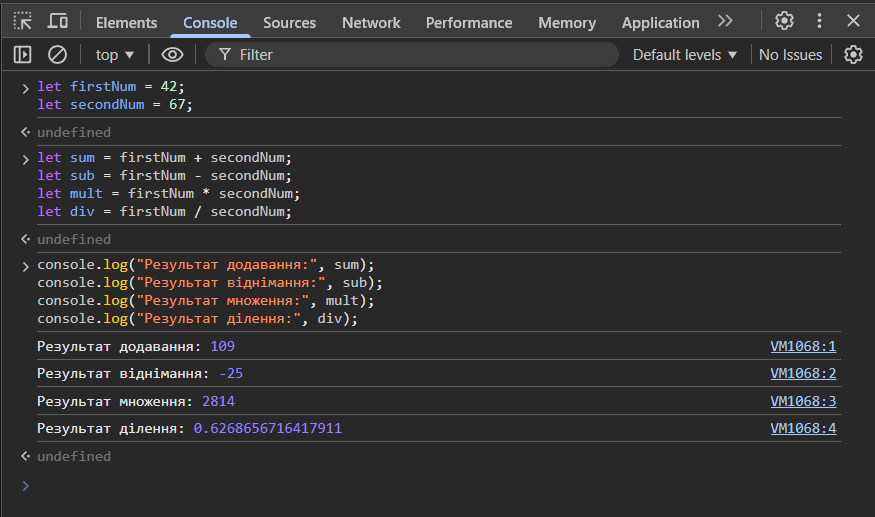 Elements Console Sources Network Performance Memory Application
top Filter Default levels No Issues
let firstNum = 42;
let secondNum = 67;
undefined
let sum = firstNum + secondNum;
let sub = firstNum - secondNum;
let mult = firstNum * secondNum;
let div = firstNum / secondNum;
undefined
console.log("Результат додавання:", sum);
console.log("Результат віднімання:", sub);
console.log("Результат множення:", mult);
console.log("Результат ділення:", div);
Результат додавання: 109 VM1068:1
Результат віднімання: -25 VM1068:2
Результат множення: 2814 VM1068:3
Результат ділення: 0.6268656716417911 VM1068:4
undefined